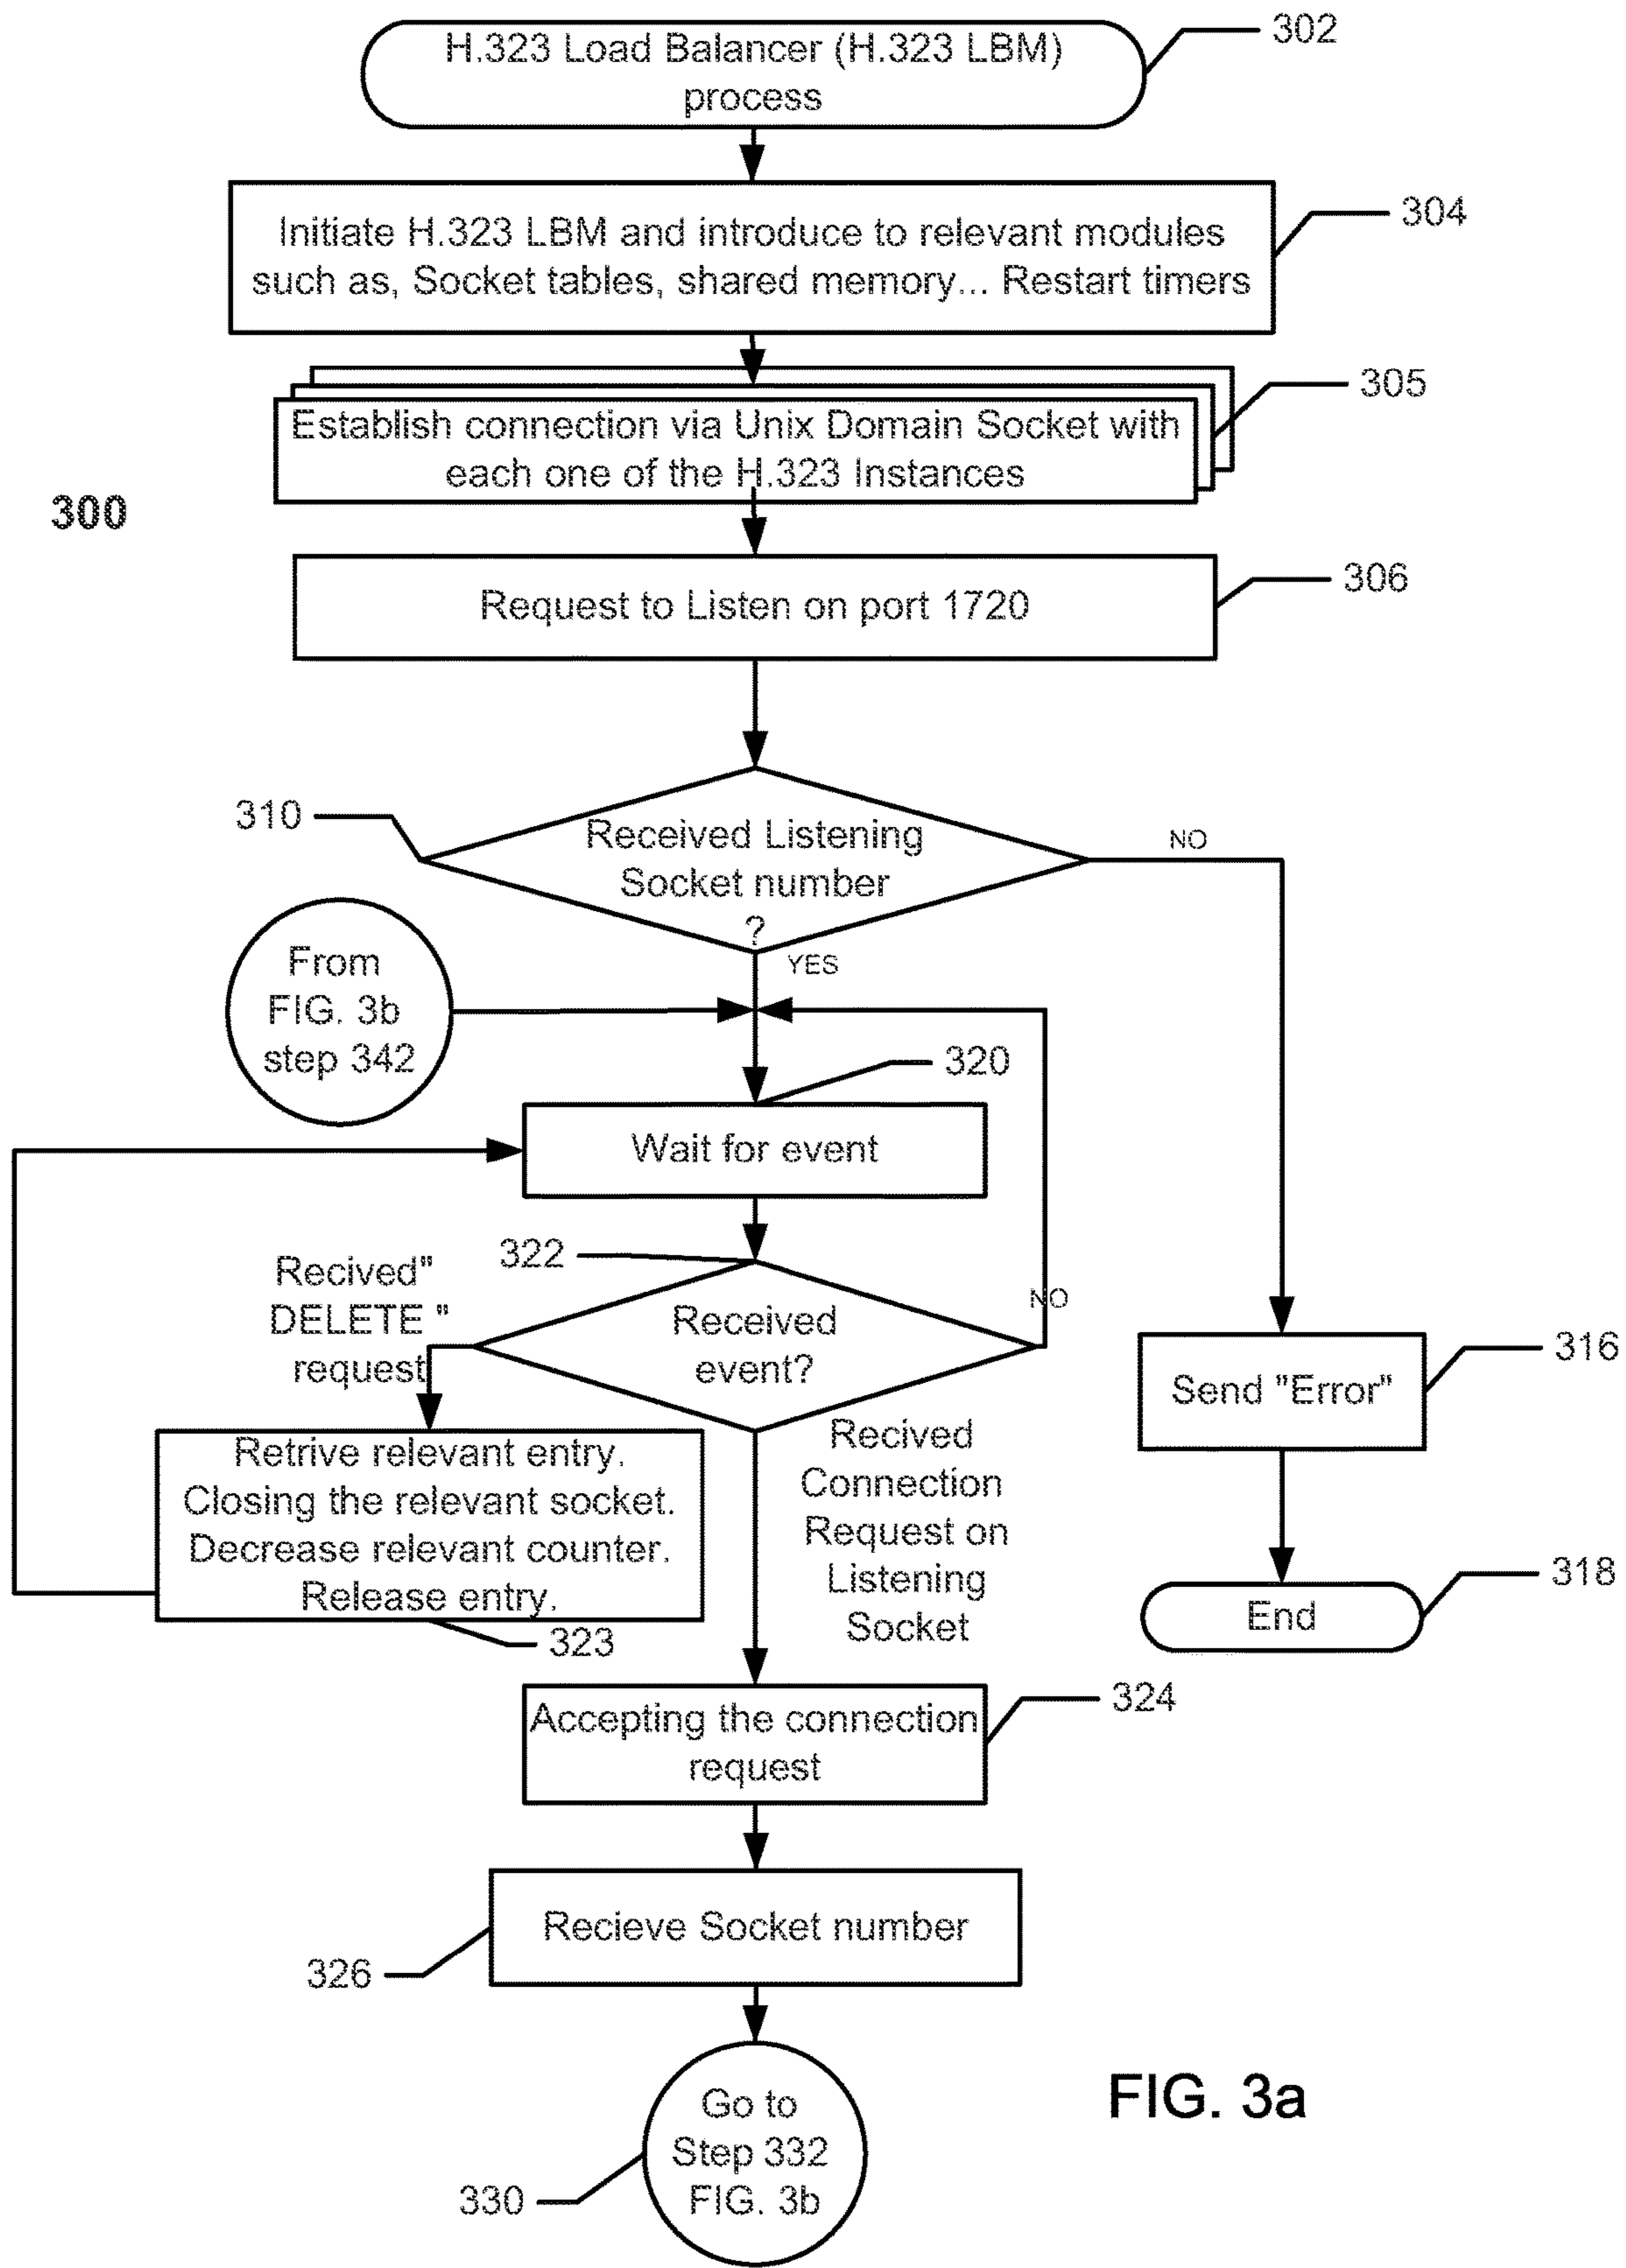 H.323 Load Balancer (H.323 LBM)
process
302
Initiate H.323 LBM and introduce to relevant modules
such as, Socket tables, shared memory... Restart timers
304
Establish connection via Unix Domain Socket with
each one of the H.323 Instances
305
300
Request to Listen on port 1720
306
310
Received Listening
Socket number
?
NO
YES
From
FIG. 3b
step 342
320
Wait for event
322
Recived"
DELETE "
request
Received
event?
NO
316
Send "Error"
Retrive relevant entry.
Closing the relevant socket.
Decrease relevant counter.
Release entry.
323
Recived
Connection
Request on
Listening
Socket
318
End
324
Accepting the connection
request
Recieve Socket number
326
Go to
Step 332
FIG. 3b
330
FIG. 3a